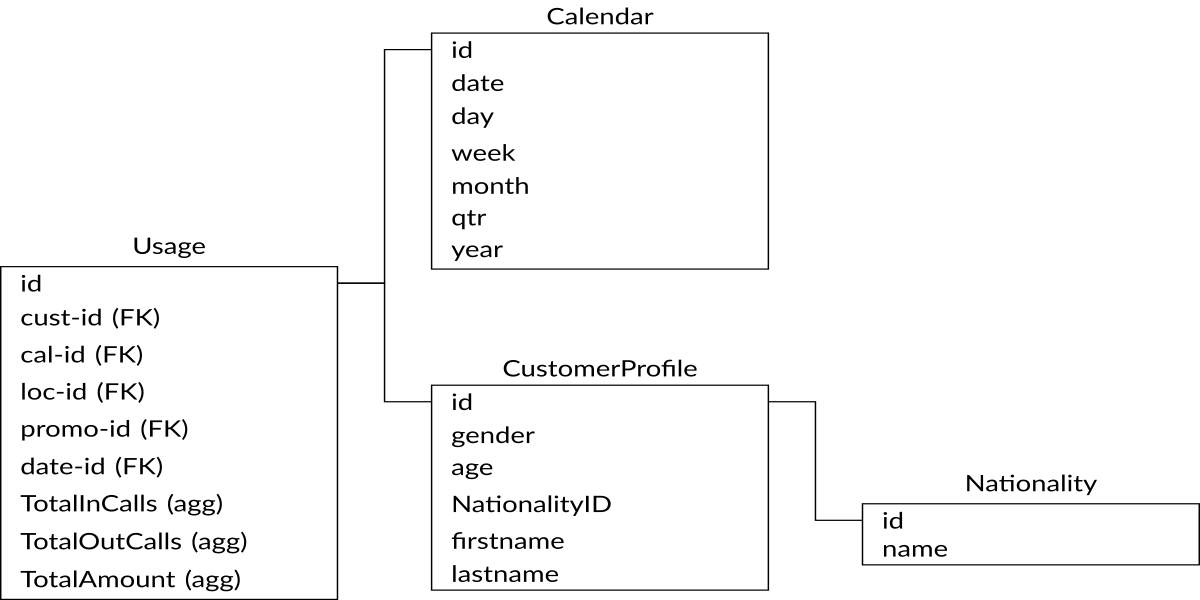 Calendar
id
date
day
week
month
qtr
year
Usage
id
cust-id (FK)
cal-id (FK)
loc-id (FK)
promo-id (FK)
date-id (FK)
TotalInCalls (agg)
TotalOutCalls (agg)
TotalAmount (agg)
CustomerProfile
id
gender
age
NationalityID
firstname
lastname
Nationality
id
name